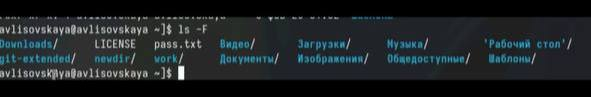 avlisovskaya@avlisovskaya ~]$ ls -F
Downloads/ LICENSE pass.txt Видео/ Загрузки/ Музыка/ 'Рабочий стол'/
git-extended/ newdir/ work/ Документы/ Изображения/ Общедоступные/ Шаблоны/
avlisovskaya@avlisovskaya ~]$